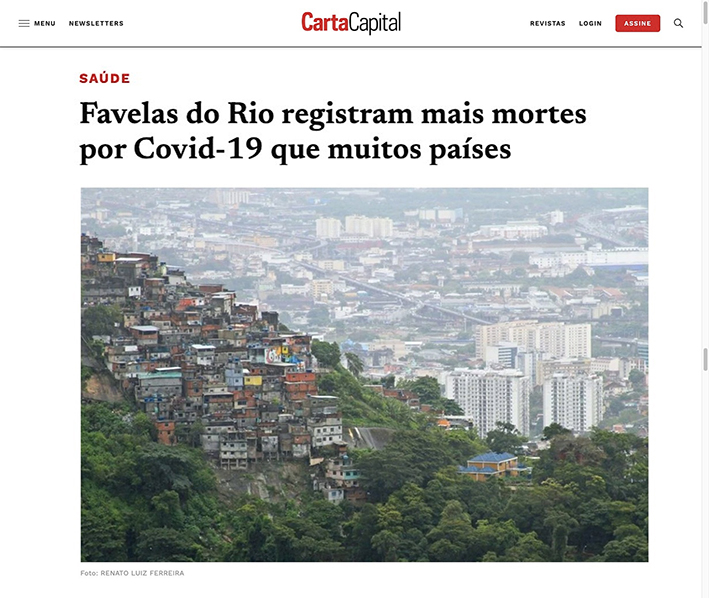 MENU NEWSLETTERS CartaCapital REVISTAS LOGIN ASSINE
SAÚDE
Favelas do Rio registram mais mortes
por Covid-19 que muitos países
Foto: RENATO LUIZ FERREIRA